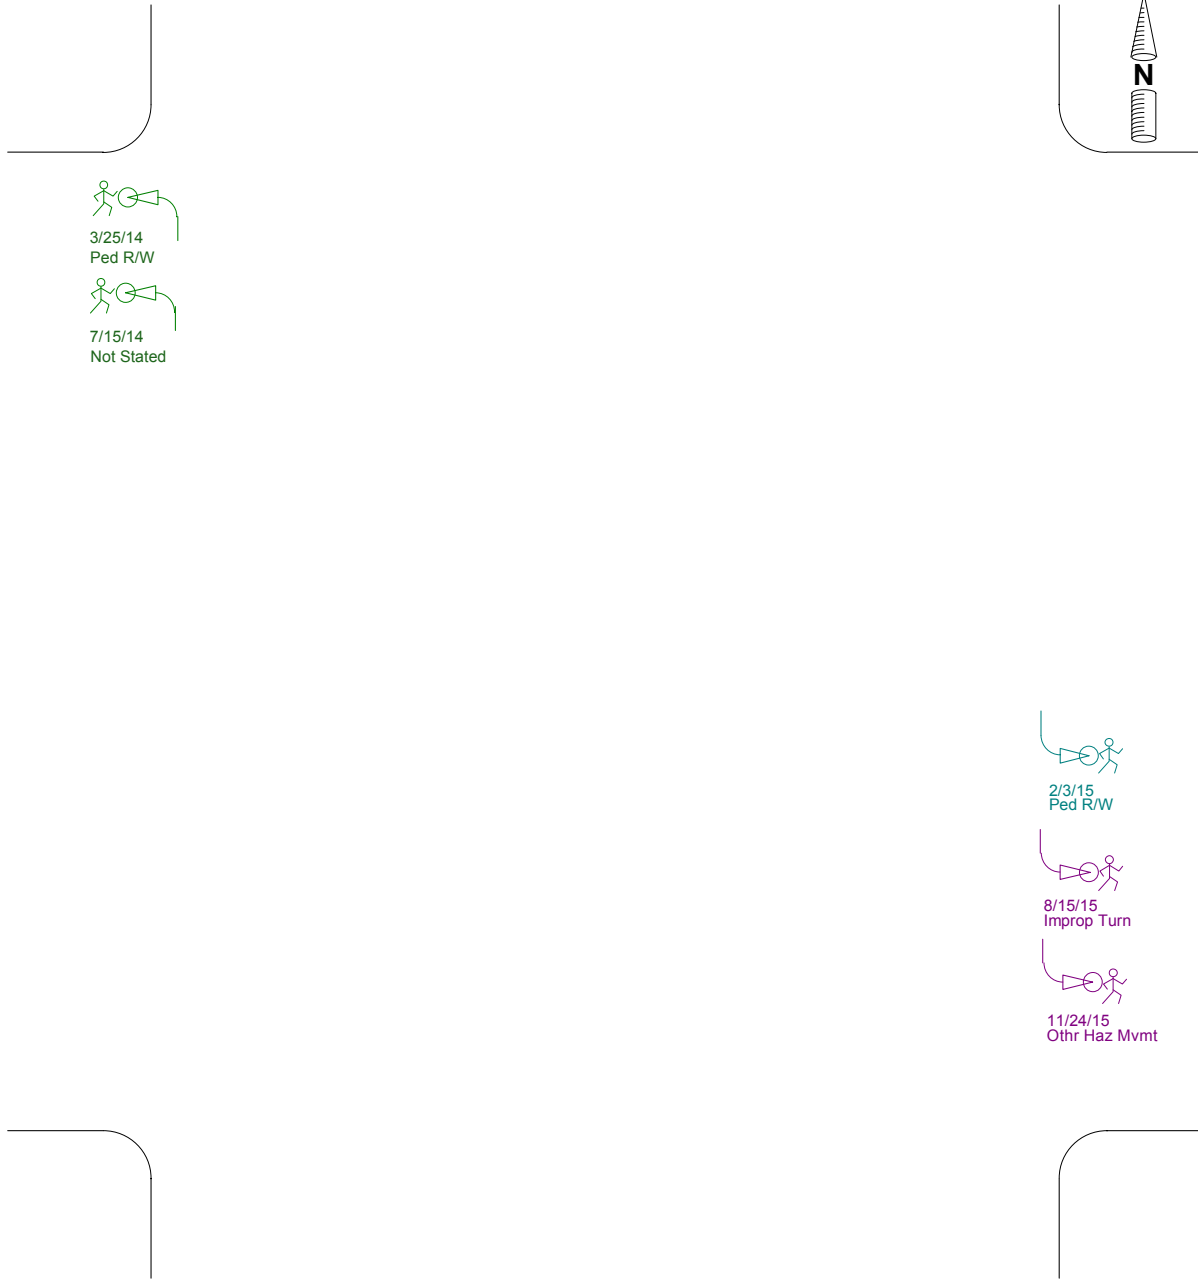 N
3/25/14
Ped R/W
7/15/14
Not Stated
2/3/15
Ped R/W
8/15/15
Improp Turn
11/24/15
Othr Haz Mvmt